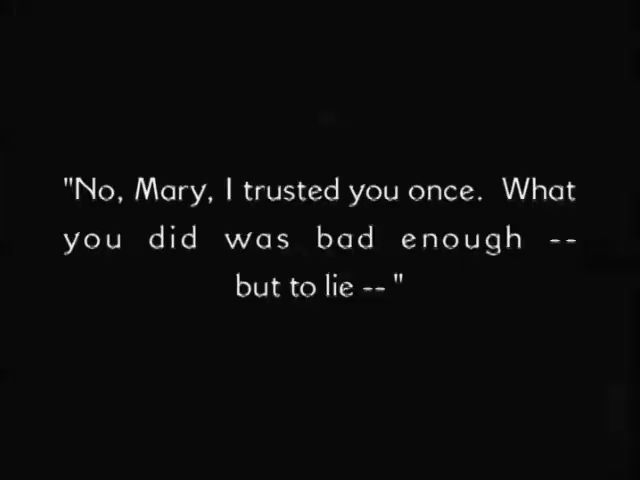 "No, Mary, I trusted you once. What
you did was bad enough --
but to lie -- "